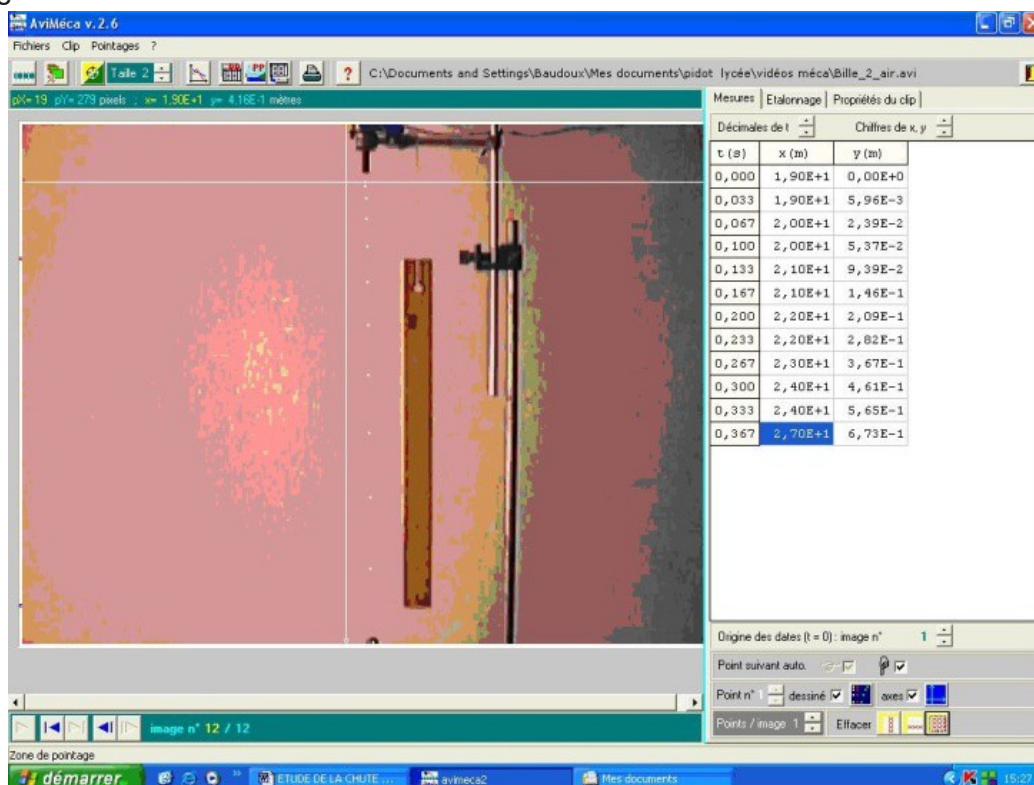 AviMéca v.2.6
Fichiers Clip Pointages ?
Taille 2
? C:\Documents and Settings\Baudoux\Mes documents\pidot lycée\vidéos méca\Bille_2_air.avi
pX= 19 pY= 279 pixels ; x= 1,90E+1 y= 4,16E-1 mètres
Mesures Etalonnage Propriétés du clip
Décimales de t Chiffres de x, y
t (s) x (m) y (m)
0,000 1,90E+1 0,00E+0
0,033 1,90E+1 5,96E-3
0,067 2,00E+1 2,39E-2
0,100 2,00E+1 5,37E-2
0,133 2,10E+1 9,39E-2
0,167 2,10E+1 1,46E-1
0,200 2,20E+1 2,09E-1
0,233 2,20E+1 2,82E-1
0,267 2,30E+1 3,67E-1
0,300 2,40E+1 4,61E-1
0,333 2,40E+1 5,65E-1
0,367 2,70E+1 6,73E-1
Origine des dates (t = 0) : image n° 1
Point suivant auto.
Point n° 1 dessiné axes
Points / image 1 Effacer
image n° 12 / 12
Zone de pointage
démarrer ETUDE DE LA CHUTE ... avimeca2 Mes documents 15:27